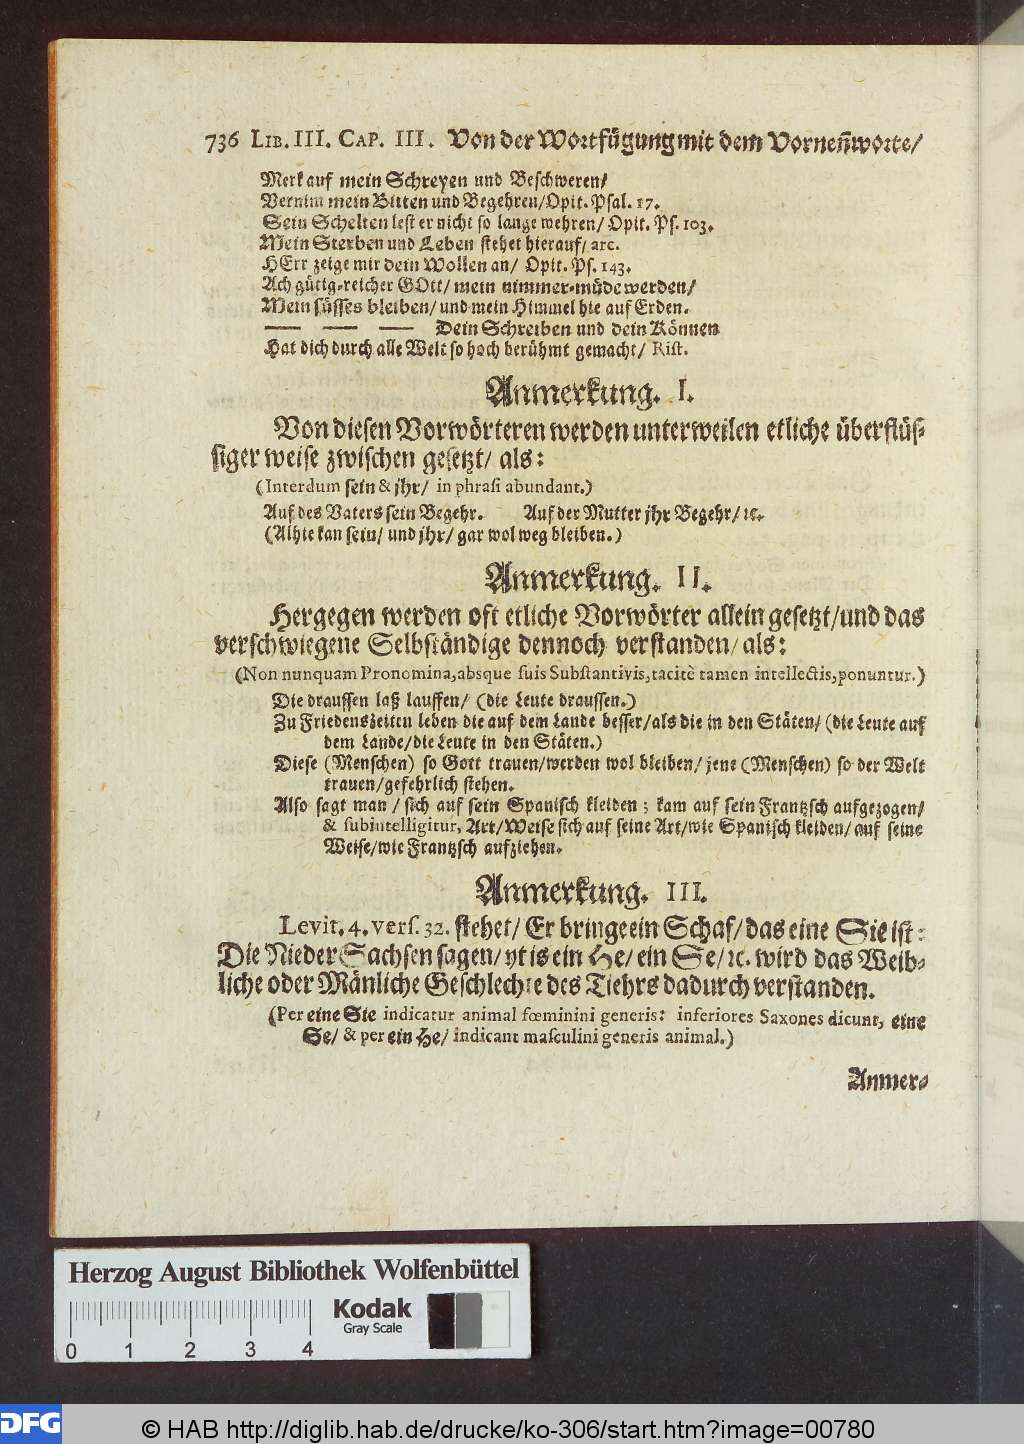 736 LIB. III. CAP. III. Von der Wortfügung mit dem Vornen̄worte/
Merk auf mein Schreyen und Beschweren/
Vernim mein Bitten und Begehren/Opit. Psal. 17.
Sein Schelten lest er nicht so lange wehren/ Opit. Ps. 103.
Mein Sterben und Leben stehet hierauf/ arc.
HErr zeige mir dein Wollen an/ Opit. Ps. 143.
Ach gütig-reicher GOtt/ mein nimmer-müde werden/
Mein süsses bleiben/ und mein Himmel hie auf Erden.
— — — Dein Schreiben und dein Können
Hat dich durch alle Welt so hoch berühmt gemacht/ Rist.
Anmerkung. I.
Von diesen Vorwörteren werden unterweilen etliche überflüs-
siger weise zwischen gesetzt/ als:
(Interdum sein & jhr/ in phrasi abundant.)
Auf des Vaters sein Begehr. Auf der Mutter jhr Begehr/ ꝛc.
(Alhie kan sein/ und jhr/ gar wol weg bleiben.)
Anmerkung. II.
Hergegen werden oft etliche Vorwörter allein gesetzt/und das
verschwiegene Selbständige dennoch verstanden/ als:
(Non nunquam Pronomina, absque suis Substantivis, tacitè tamen intellectis, ponuntur.)
Die draussen laß lauffen/ (die Leute draussen.)
Zu Friedenszeiten leben die auf dem Lande besser/als die in den Stäten/ (die Leute auf
dem Lande/die Leute in den Stäten.)
Diese (Menschen) so Gott trauen/werden wol bleiben/ jene (Menschen) so der Welt
trauen/gefehrlich stehen.
Also sagt man / sich auf sein Spanisch kleiden; kam auf sein Frantzsch aufgezogen/
& subintelligitur, Art/Weise sich auf seine Art/wie Spanisch kleiden/ auf seine
Weise/wie Frantzsch aufziehen.
Anmerkung. III.
Levit. 4. vers. 32. stehet/ Er bringe ein Schaf/ das eine Sie ist:
Die Nieder Sachsen sagen/ yt is ein He/ ein Se/ ꝛc. wird das Weib-
liche oder Mänliche Geschlechte des Tiehrs dadurch verstanden.
(Per eine Sie indicatur animal fœminini generis: inferiores Saxones dicunt, eine
Se/ & per ein He/ indicant masculini generis animal.)
Anmer-
Herzog August Bibliothek Wolfenbüttel
Kodak
Gray Scale
0 1 2 3 4
DFG
© HAB http://diglib.hab.de/drucke/ko-306/start.htm?image=00780